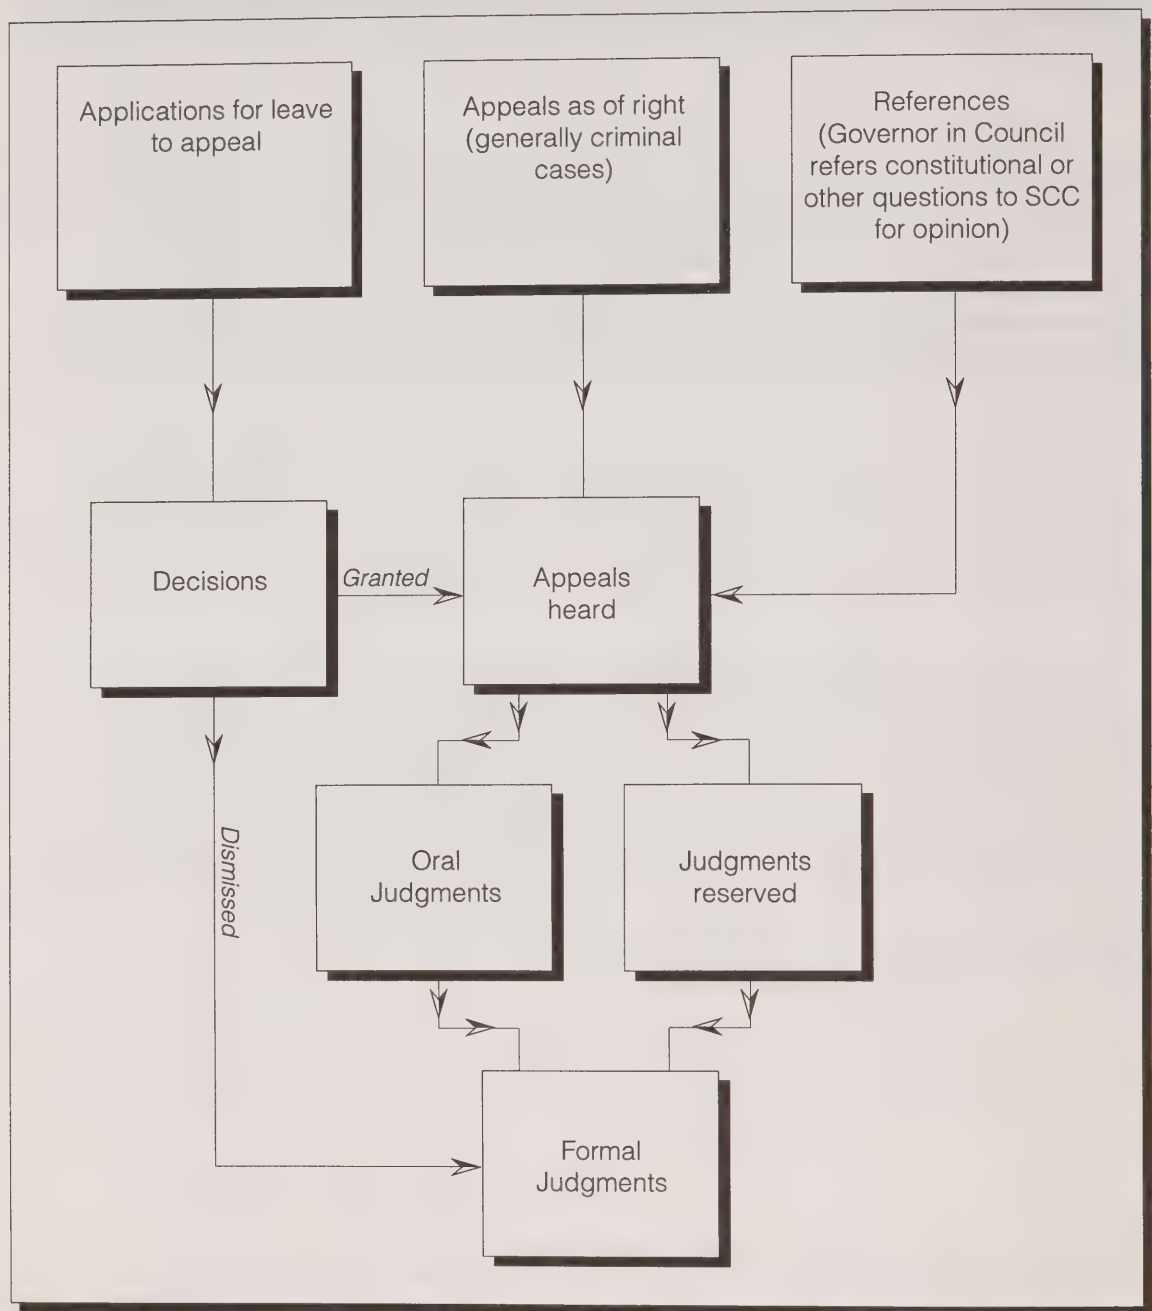 Applications for leave
to appeal
Appeals as of right
(generally criminal
cases)
References
(Governor in Council
refers constitutional or
other questions to SCC
for opinion)
Decisions
Granted
Appeals
heard
Dismissed
Oral
Judgments
Judgments
reserved
Formal
Judgments